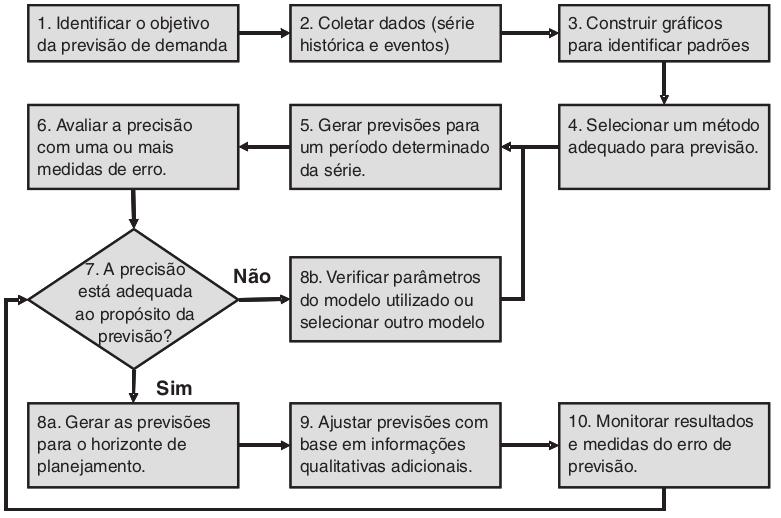 1. Identificar o objetivo
da previsão de demanda
2. Coletar dados (série
histórica e eventos)
3. Construir gráficos
para identificar padrões
4. Selecionar um método
adequado para previsão.
5. Gerar previsões para
um período determinado
da série.
6. Avaliar a precisão
com uma ou mais
medidas de erro.
7. A precisão
está adequada
ao propósito da
previsão?
Não
8b. Verificar parâmetros
do modelo utilizado ou
selecionar outro modelo
Sim
8a. Gerar as previsões
para o horizonte de
planejamento.
9. Ajustar previsões com
base em informações
qualitativas adicionais.
10. Monitorar resultados
e medidas do erro de
previsão.